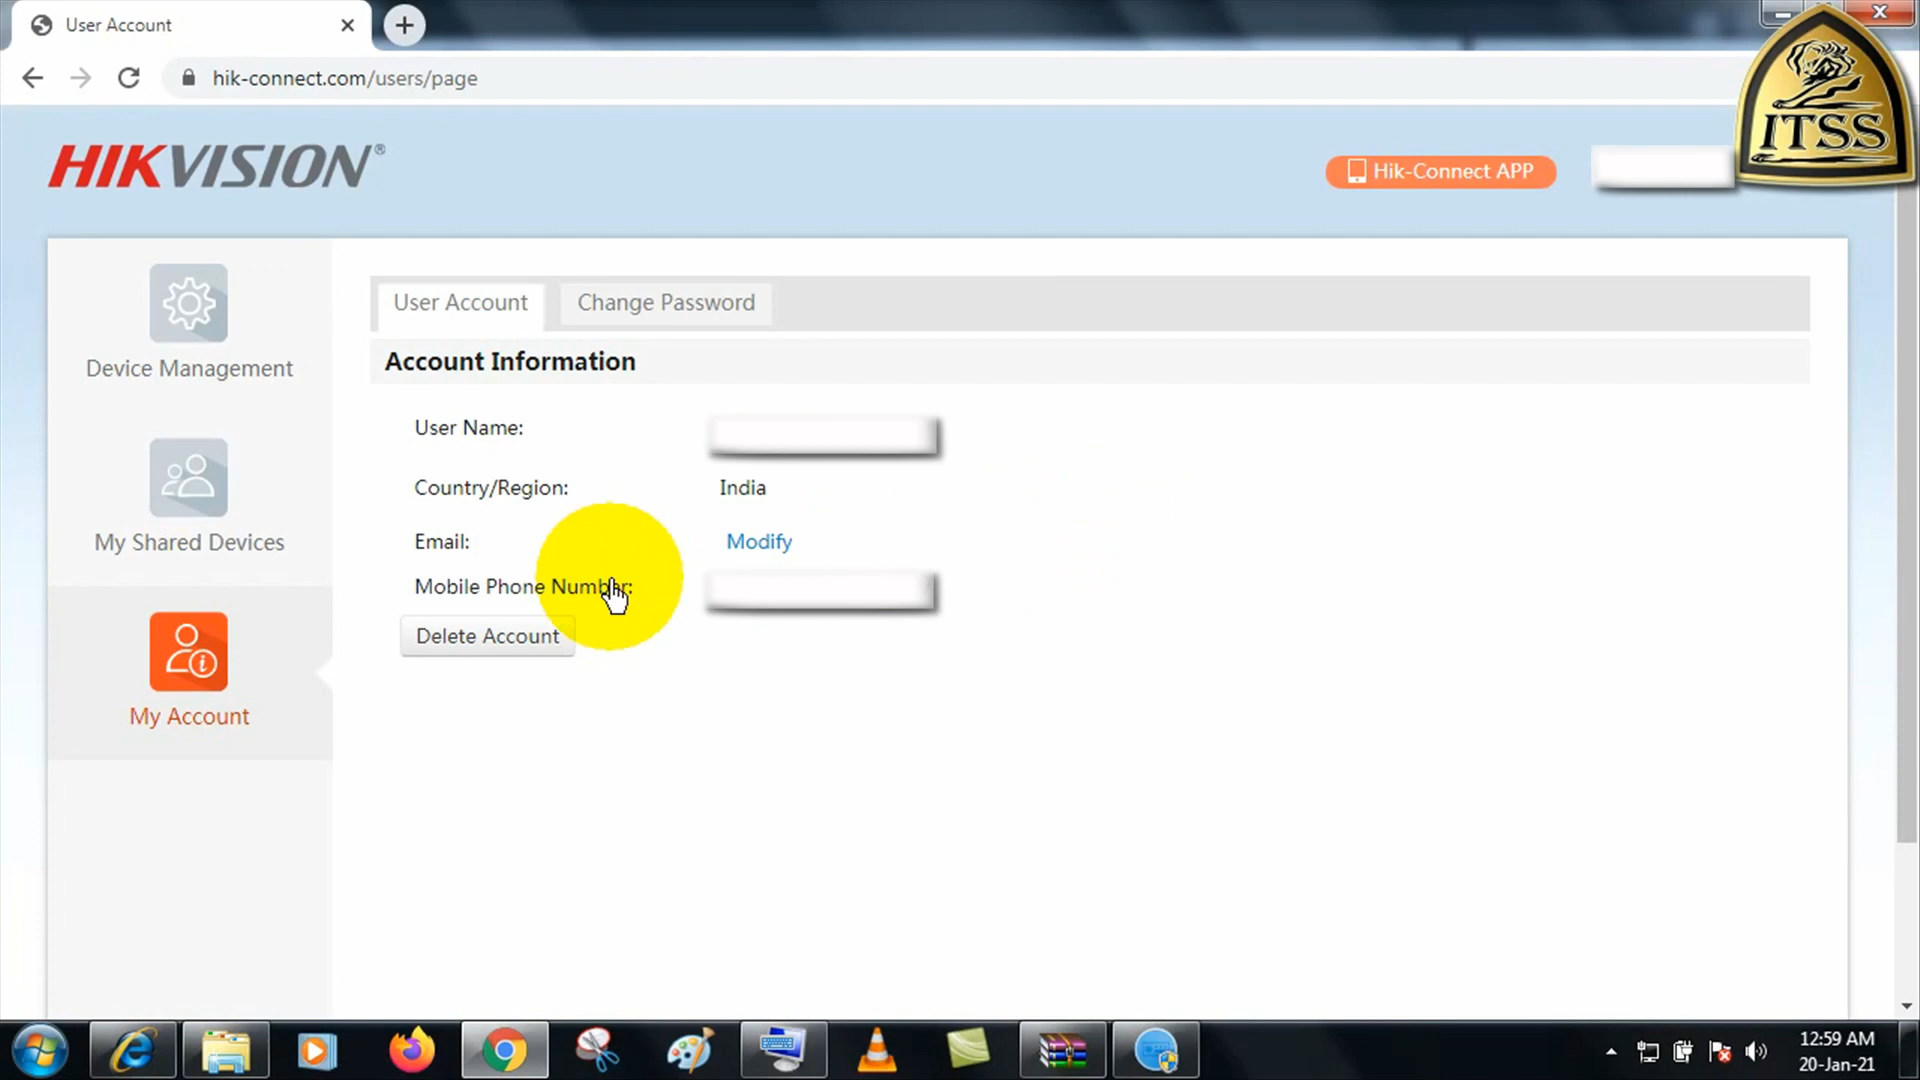 User Account
hik-connect.com/users/page
HIKVISION®
Hik-Connect APP
ITSS
Device Management
My Shared Devices
My Account
User Account
Change Password
Account Information
User Name:
Country/Region:
India
Email:
Modify
Mobile Phone Number:
Delete Account
12:59 AM
20-Jan-21